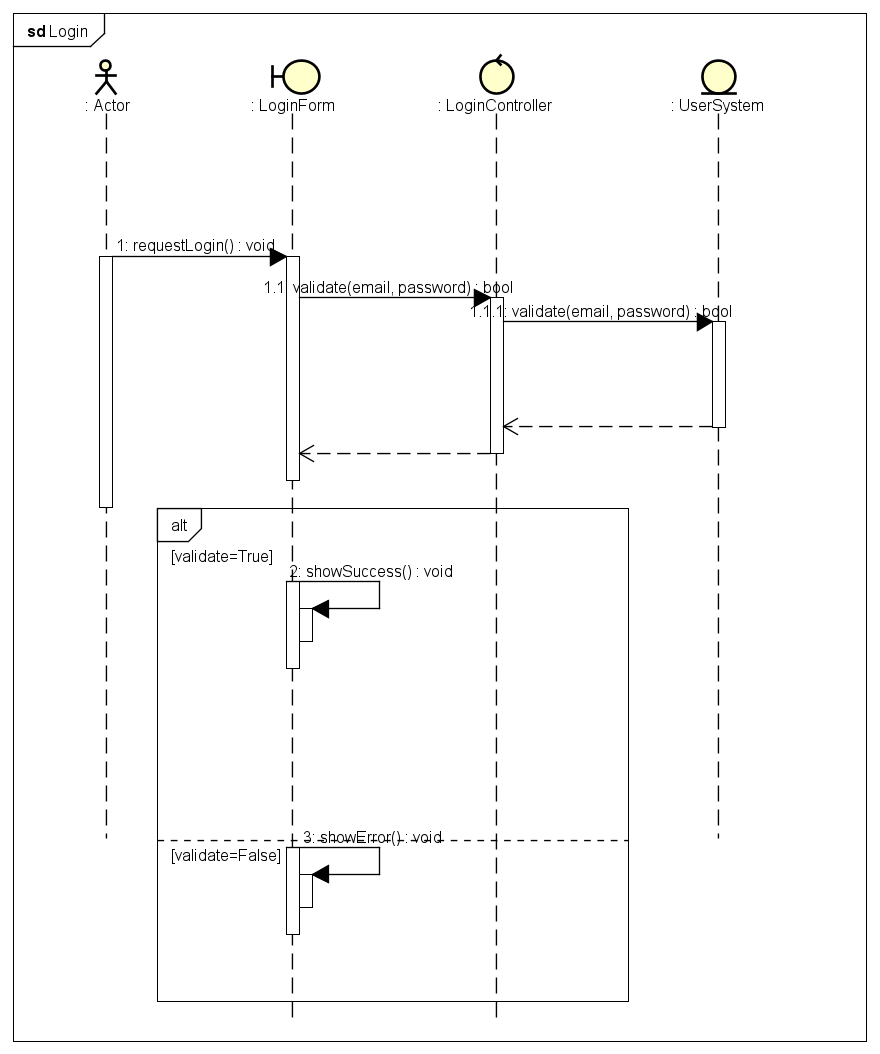 sd Login
: Actor
: LoginForm
: LoginController
: UserSystem
1: requestLogin() : void
1.1: validate(email, password) : bool
1.1.1: validate(email, password) : bool
alt
[validate=True]
2: showSuccess() : void
3: showError() : void
[validate=False]